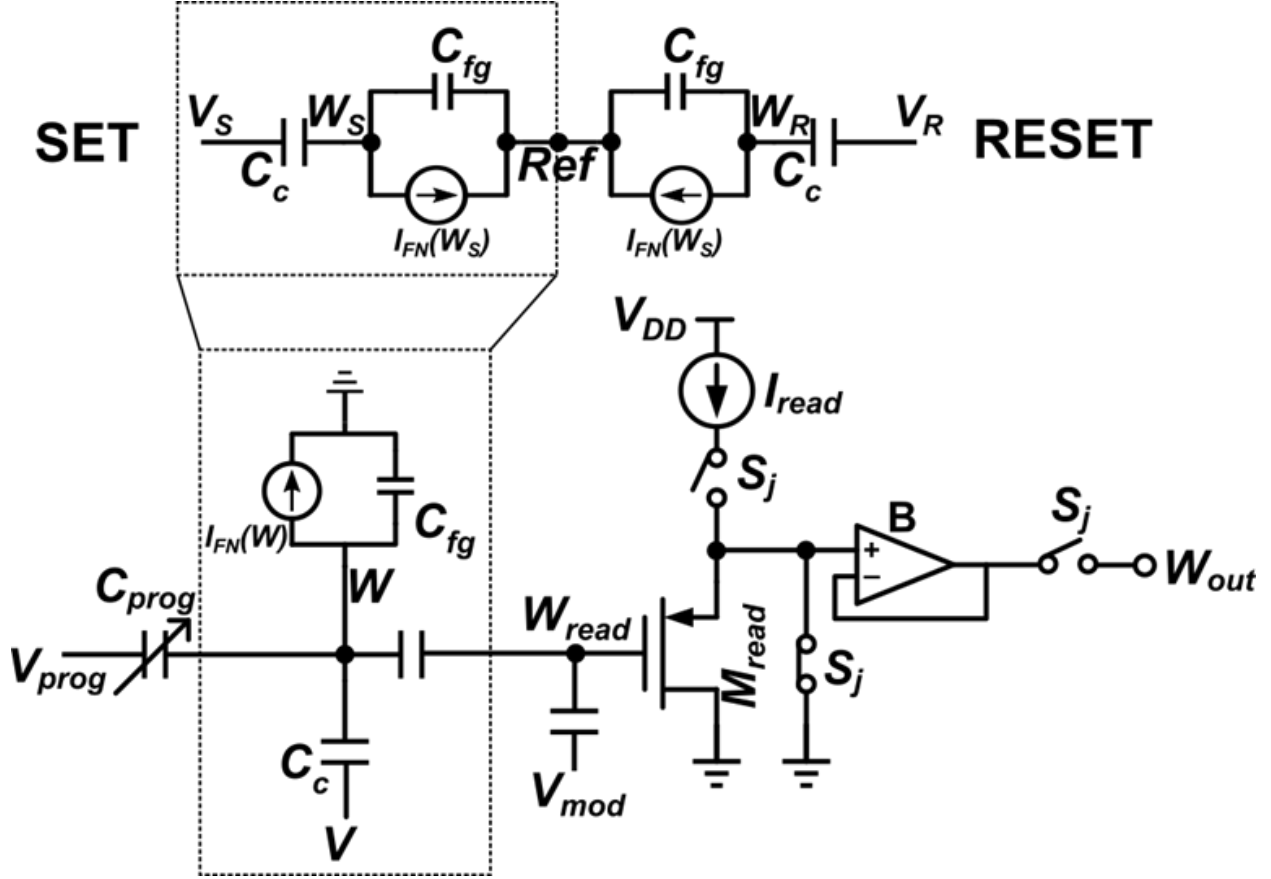 C_fg C_fg
V_S W_S W_R V_R
SET RESET
C_c Ref C_c
I_FN(W_S) I_FN(W_S)
V_DD
I_read
S_j
I_FN(W) C_fg
B S_j
+
−
W_out
C_prog W
W_read
V_prog
M_read S_j
C_c
V_mod
V